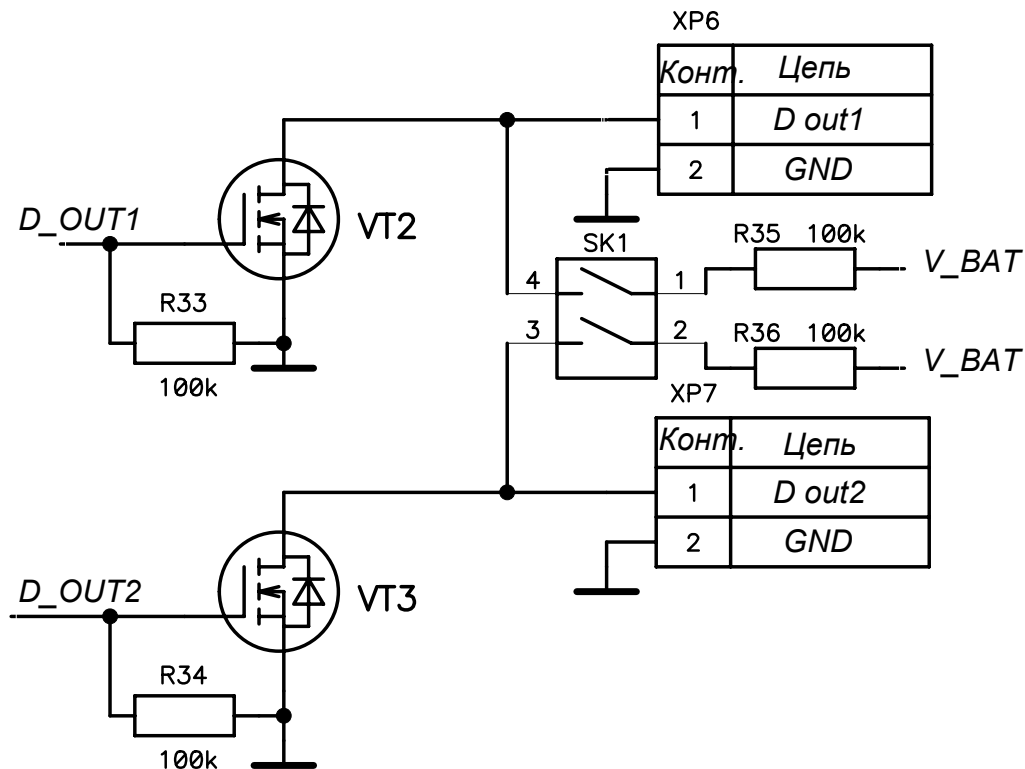 XP6
Конт. Цепь
1 D out1
2 GND
D_OUT1
VT2
R33
100k
SK1
4 1
3 2
R35 100k
V_BAT
R36 100k
V_BAT
XP7
Конт. Цепь
1 D out2
2 GND
D_OUT2
VT3
R34
100k